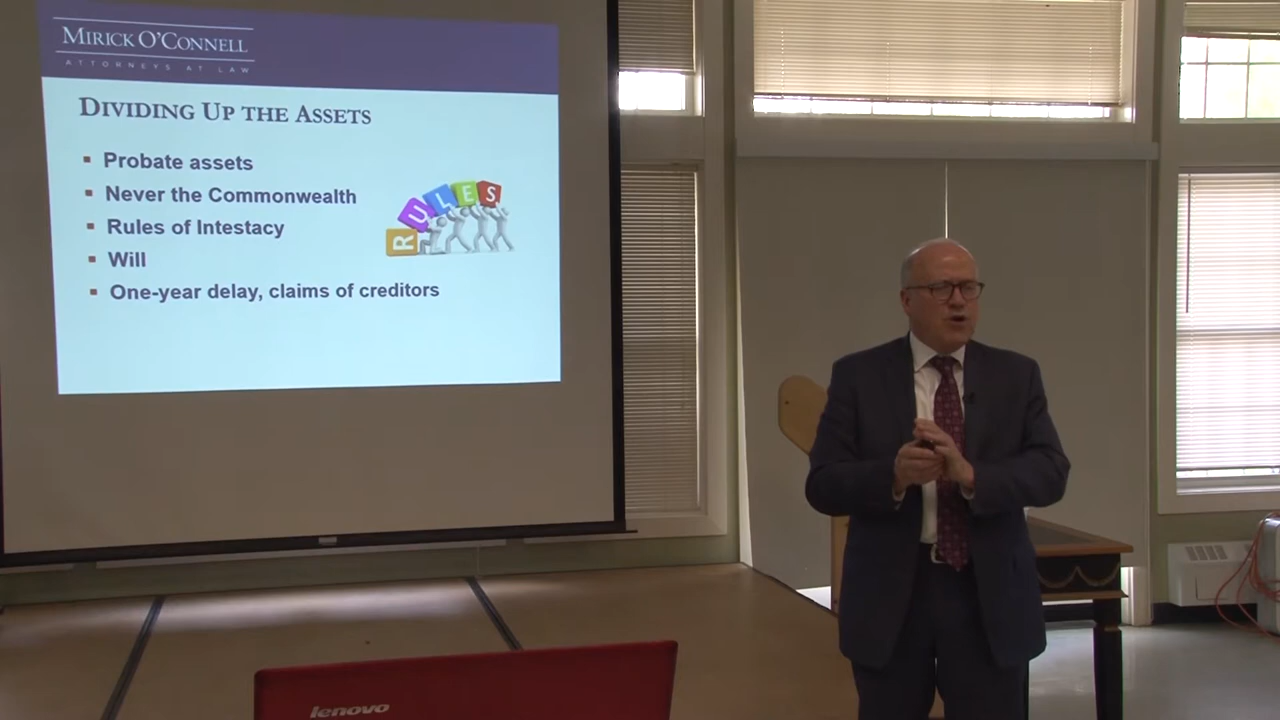 MIRICK O'CONNELL
ATTORNEYS AT LAW
DIVIDING UP THE ASSETS
Probate assets
Never the Commonwealth
Rules of Intestacy
Will
One-year delay, claims of creditors
RULES
lenovo